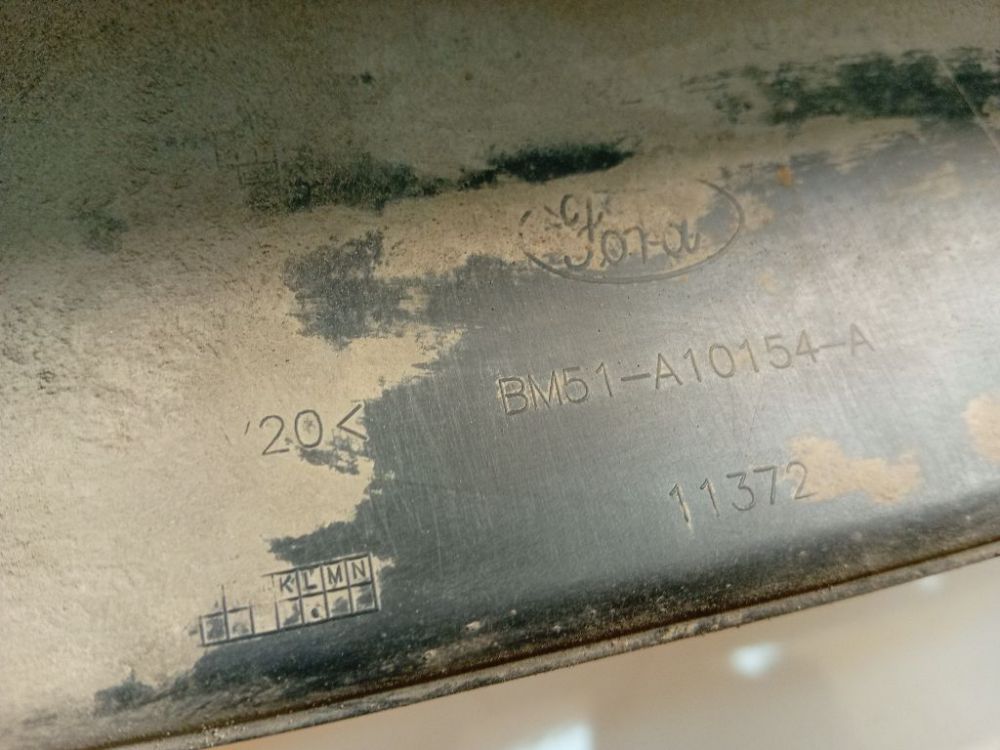 Ford
BM51-A10154-A
20<
11372
KLMN